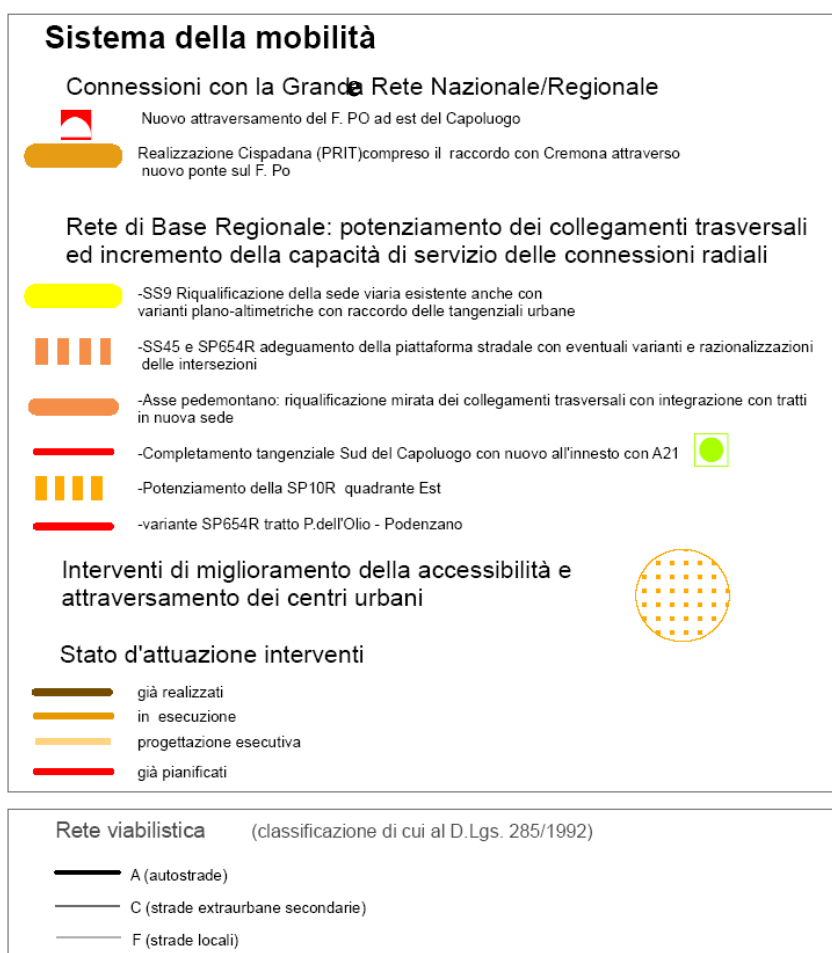 Sistema della mobilità
Connessioni con la Grande Rete Nazionale/Regionale
Nuovo attraversamento del F. PO ad est del Capoluogo
Realizzazione Cispadana (PRIT)compreso il raccordo con Cremona attraverso
nuovo ponte sul F. Po
Rete di Base Regionale: potenziamento dei collegamenti trasversali
ed incremento della capacità di servizio delle connessioni radiali
-SS9 Riqualificazione della sede viaria esistente anche con
varianti plano-altimetriche con raccordo delle tangenziali urbane
-SS45 e SP654R adeguamento della piattaforma stradale con eventuali varianti e razionalizzazioni
delle intersezioni
-Asse pedemontano: riqualificazione mirata dei collegamenti trasversali con integrazione con tratti
in nuova sede
-Completamento tangenziale Sud del Capoluogo con nuovo all'innesto con A21
-Potenziamento della SP10R quadrante Est
-variante SP654R tratto P.dell'Olio - Podenzano
Interventi di miglioramento della accessibilità e
attraversamento dei centri urbani
Stato d'attuazione interventi
già realizzati
in esecuzione
progettazione esecutiva
già pianificati
Rete viabilistica (classificazione di cui al D.Lgs. 285/1992)
A (autostrade)
C (strade extraurbane secondarie)
F (strade locali)